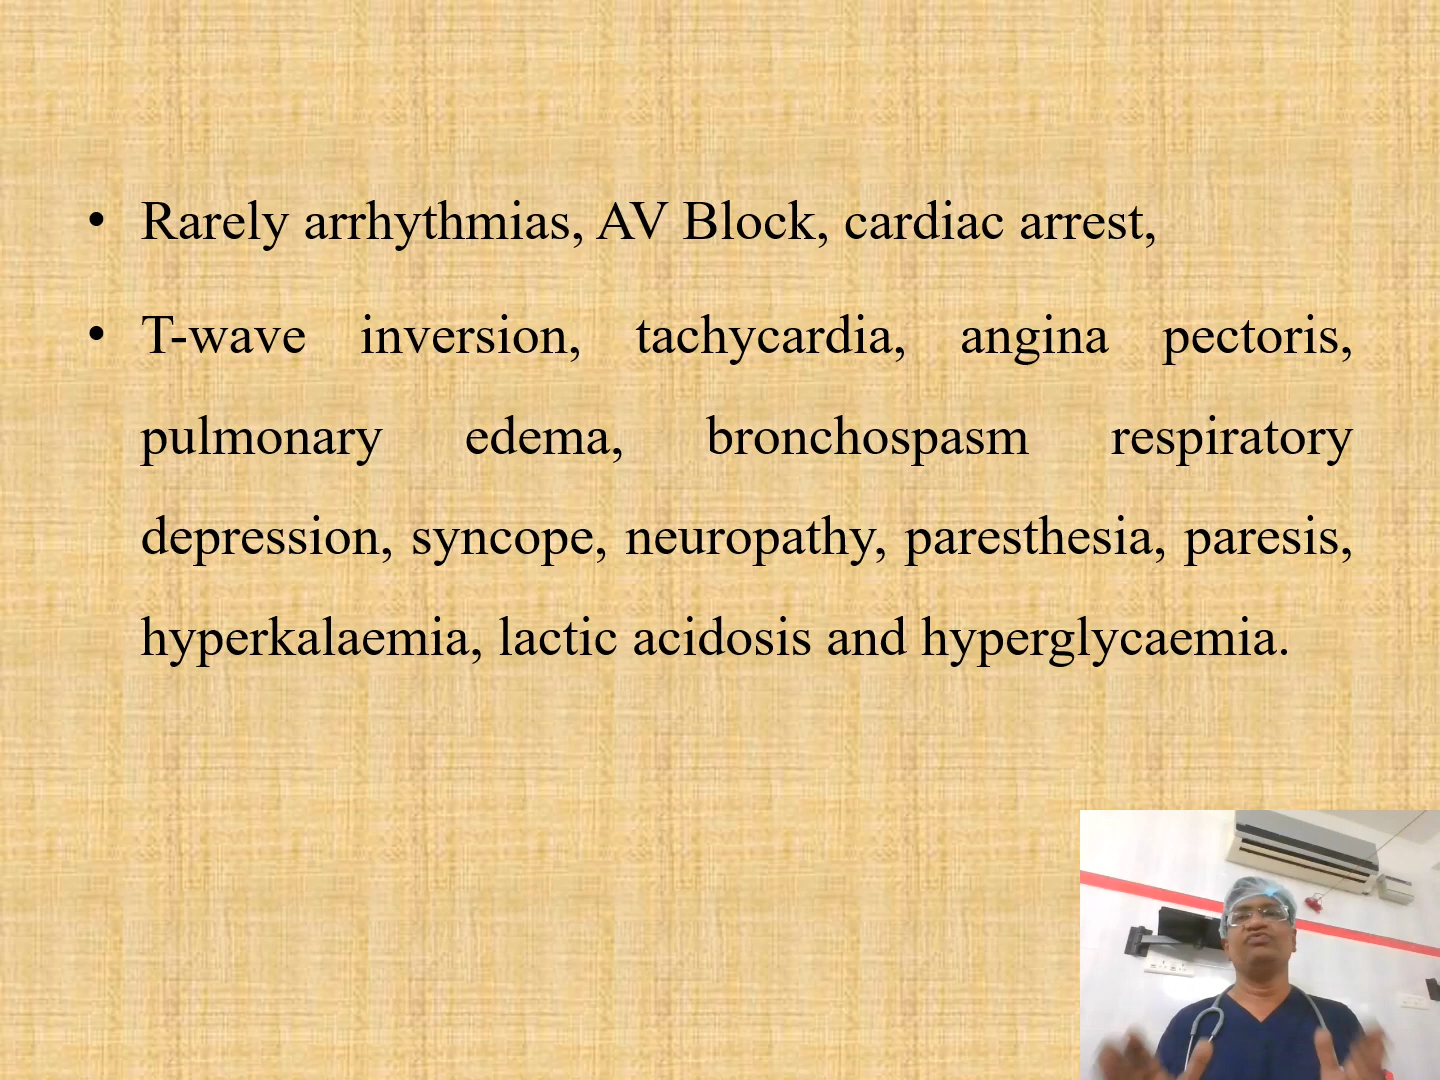 • Rarely arrhythmias, AV Block, cardiac arrest,
• T-wave inversion, tachycardia, angina pectoris,
pulmonary edema, bronchospasm respiratory
depression, syncope, neuropathy, paresthesia, paresis,
hyperkalaemia, lactic acidosis and hyperglycaemia.